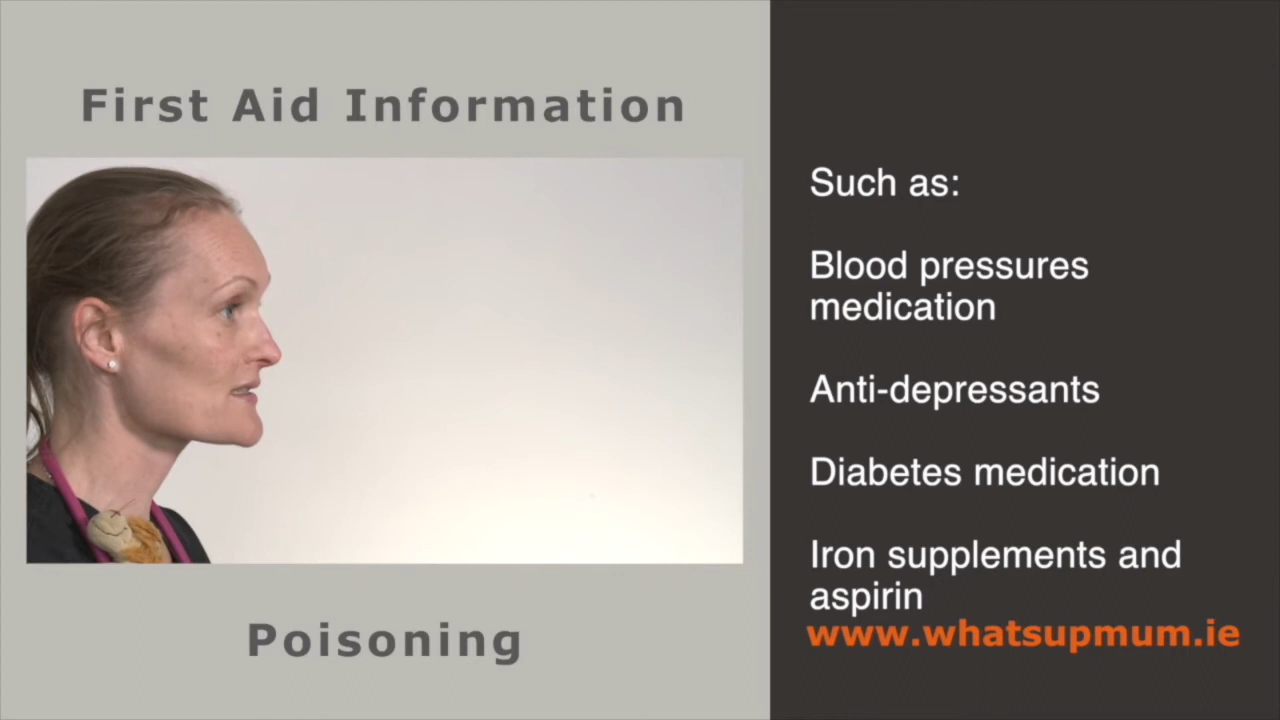 First Aid Information
Poisoning
Such as:
Blood pressures
medication
Anti-depressants
Diabetes medication
Iron supplements and
aspirin
www.whatsupmum.ie